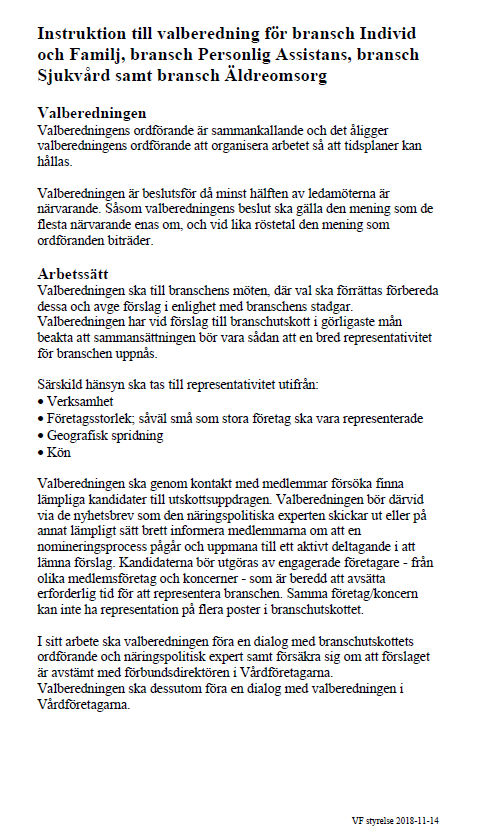 Instruktion till valberedning för bransch Individ
och Familj, bransch Personlig Assistans, bransch
Sjukvård samt bransch Äldreomsorg
Valberedningen
Valberedningens ordförande är sammankallande och det åligger
valberedningens ordförande att organisera arbetet så att tidsplaner kan
hållas.
Valberedningen är beslutsför då minst hälften av ledamöterna är
närvarande. Såsom valberedningens beslut ska gälla den mening som de
flesta närvarande enas om, och vid lika röstetal den mening som
ordföranden biträder.
Arbetssätt
Valberedningen ska till branschens möten, där val ska förrättas förbereda
dessa och avge förslag i enlighet med branschens stadgar.
Valberedningen har vid förslag till branschutskott i görligaste mån
beakta att sammansättningen bör vara sådan att en bred representativitet
för branschen uppnås.
Särskild hänsyn ska tas till representativitet utifrån:
• Verksamhet
• Företagsstorlek; såväl små som stora företag ska vara representerade
• Geografisk spridning
• Kön
Valberedningen ska genom kontakt med medlemmar försöka finna
lämpliga kandidater till utskottsuppdragen. Valberedningen bör därvid
via de nyhetsbrev som den näringspolitiska experten skickar ut eller på
annat lämpligt sätt brett informera medlemmarna om att en
nomineringsprocess pågår och uppmana till ett aktivt deltagande i att
lämna förslag. Kandidaterna bör utgöras av engagerade företagare - från
olika medlemsföretag och koncerner - som är beredd att avsätta
erforderlig tid för att representera branschen. Samma företag/koncern
kan inte ha representation på flera poster i branschutskottet.
I sitt arbete ska valberedningen föra en dialog med branschutskottets
ordförande och näringspolitisk expert samt försäkra sig om att förslaget
är avstämt med förbundsdirektören i Vårdföretagarna.
Valberedningen ska dessutom föra en dialog med valberedningen i
Vårdföretagarna.
VF styrelse 2018-11-14